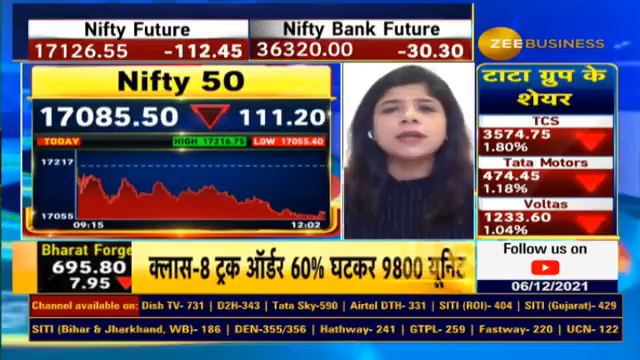 Nifty Future
17126.55 -112.45
Nifty Bank Future
36320.00 -30.30
ZEE BUSINESS
Nifty 50
17085.50 111.20
TODAY HIGH 17216.75 LOW 17055.40
17217
17055
09:15 12:02
टाटा ग्रुप के
शेयर
TCS
3574.75
1.80%
Tata Motors
474.45
1.18%
Voltas
1233.60
1.04%
Bharat Forge
695.80
7.95
क्लास-8 ट्रक ऑर्डर 60% घटकर 9800 यूनिट
Follow us on
06/12/2021
Channel available on: Dish TV- 731 | D2H-343 | Tata Sky-590 | Airtel DTH- 331 | SITI (ROI) - 404 | SITI (Gujarat) - 429
SITI (Bihar & Jharkhand, WB) - 186 | DEN-355/356 | Hathway- 241 | GTPL- 259 | Fastway- 220 | UCN- 122